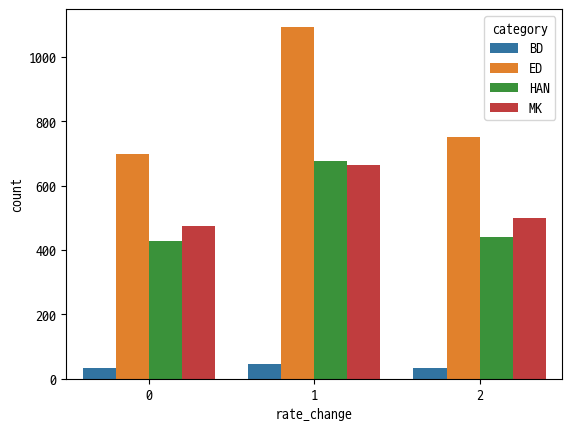 category
BD
ED
HAN
MK
1000
800
600
400
200
0
count
0 1 2
rate_change